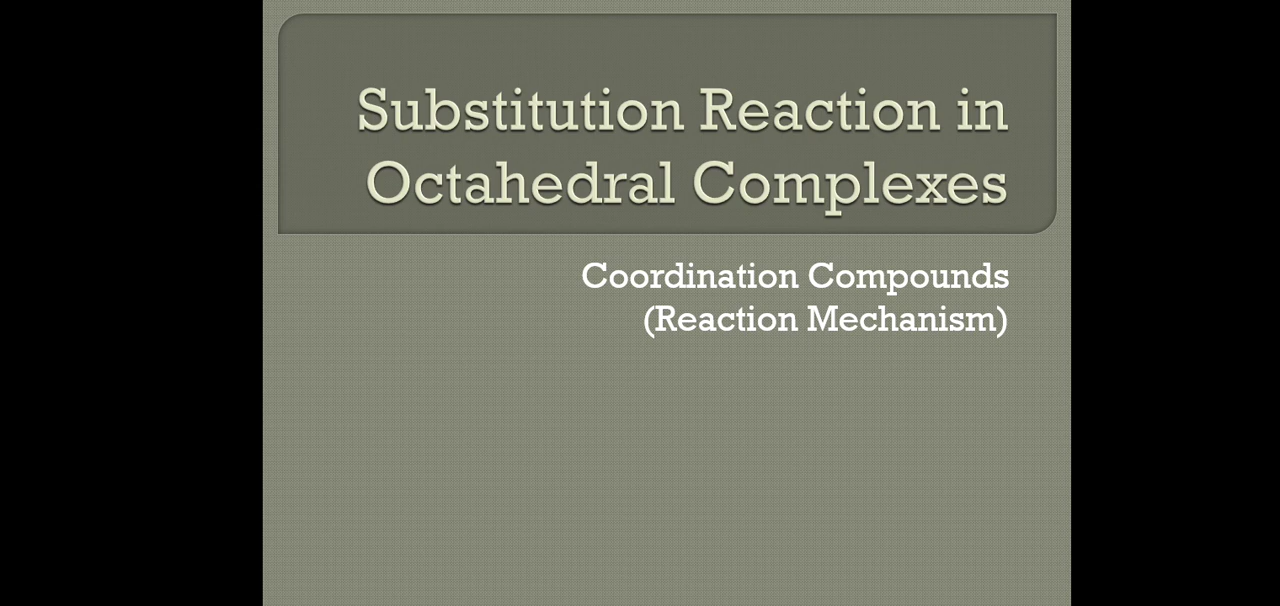 Substitution Reaction in
Octahedral Complexes
Coordination Compounds
(Reaction Mechanism)